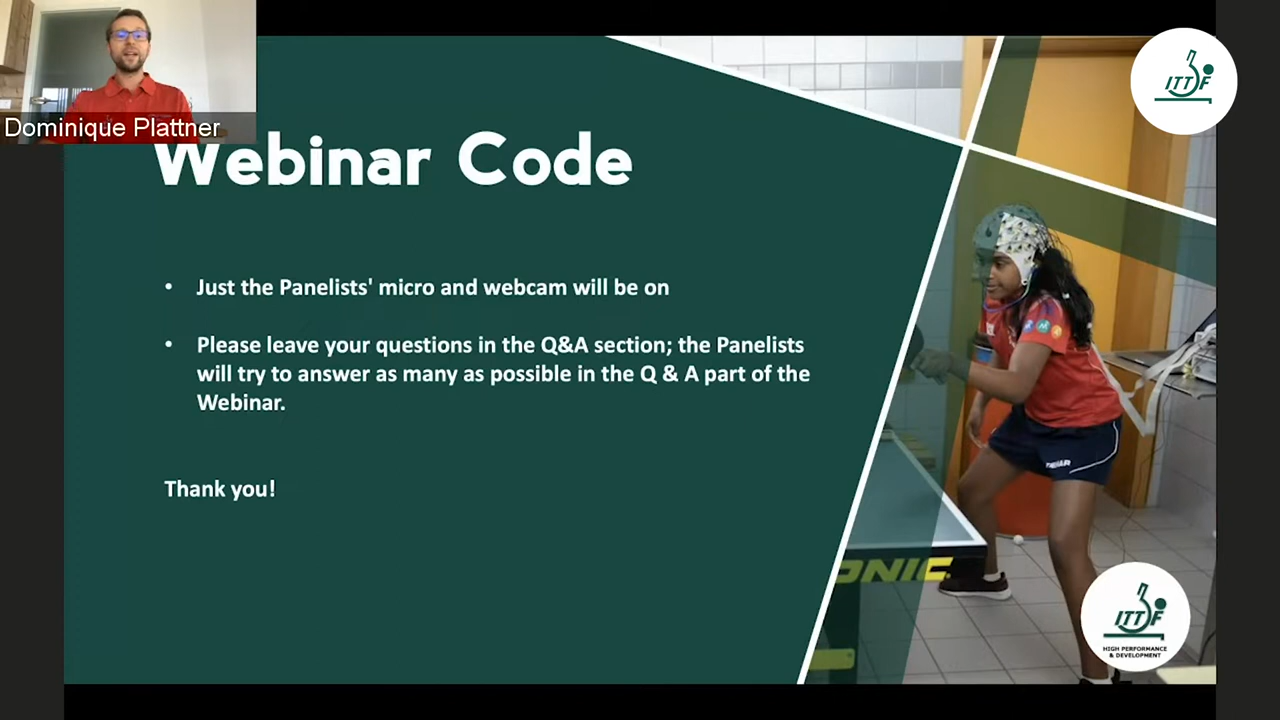 Dominique Plattner
Webinar Code
ITTF
• Just the Panelists' micro and webcam will be on
• Please leave your questions in the Q&A section; the Panelists
will try to answer as many as possible in the Q & A part of the
Webinar.
Thank you!
ONIC
ITTF
HIGH PERFORMANCE
& DEVELOPMENT